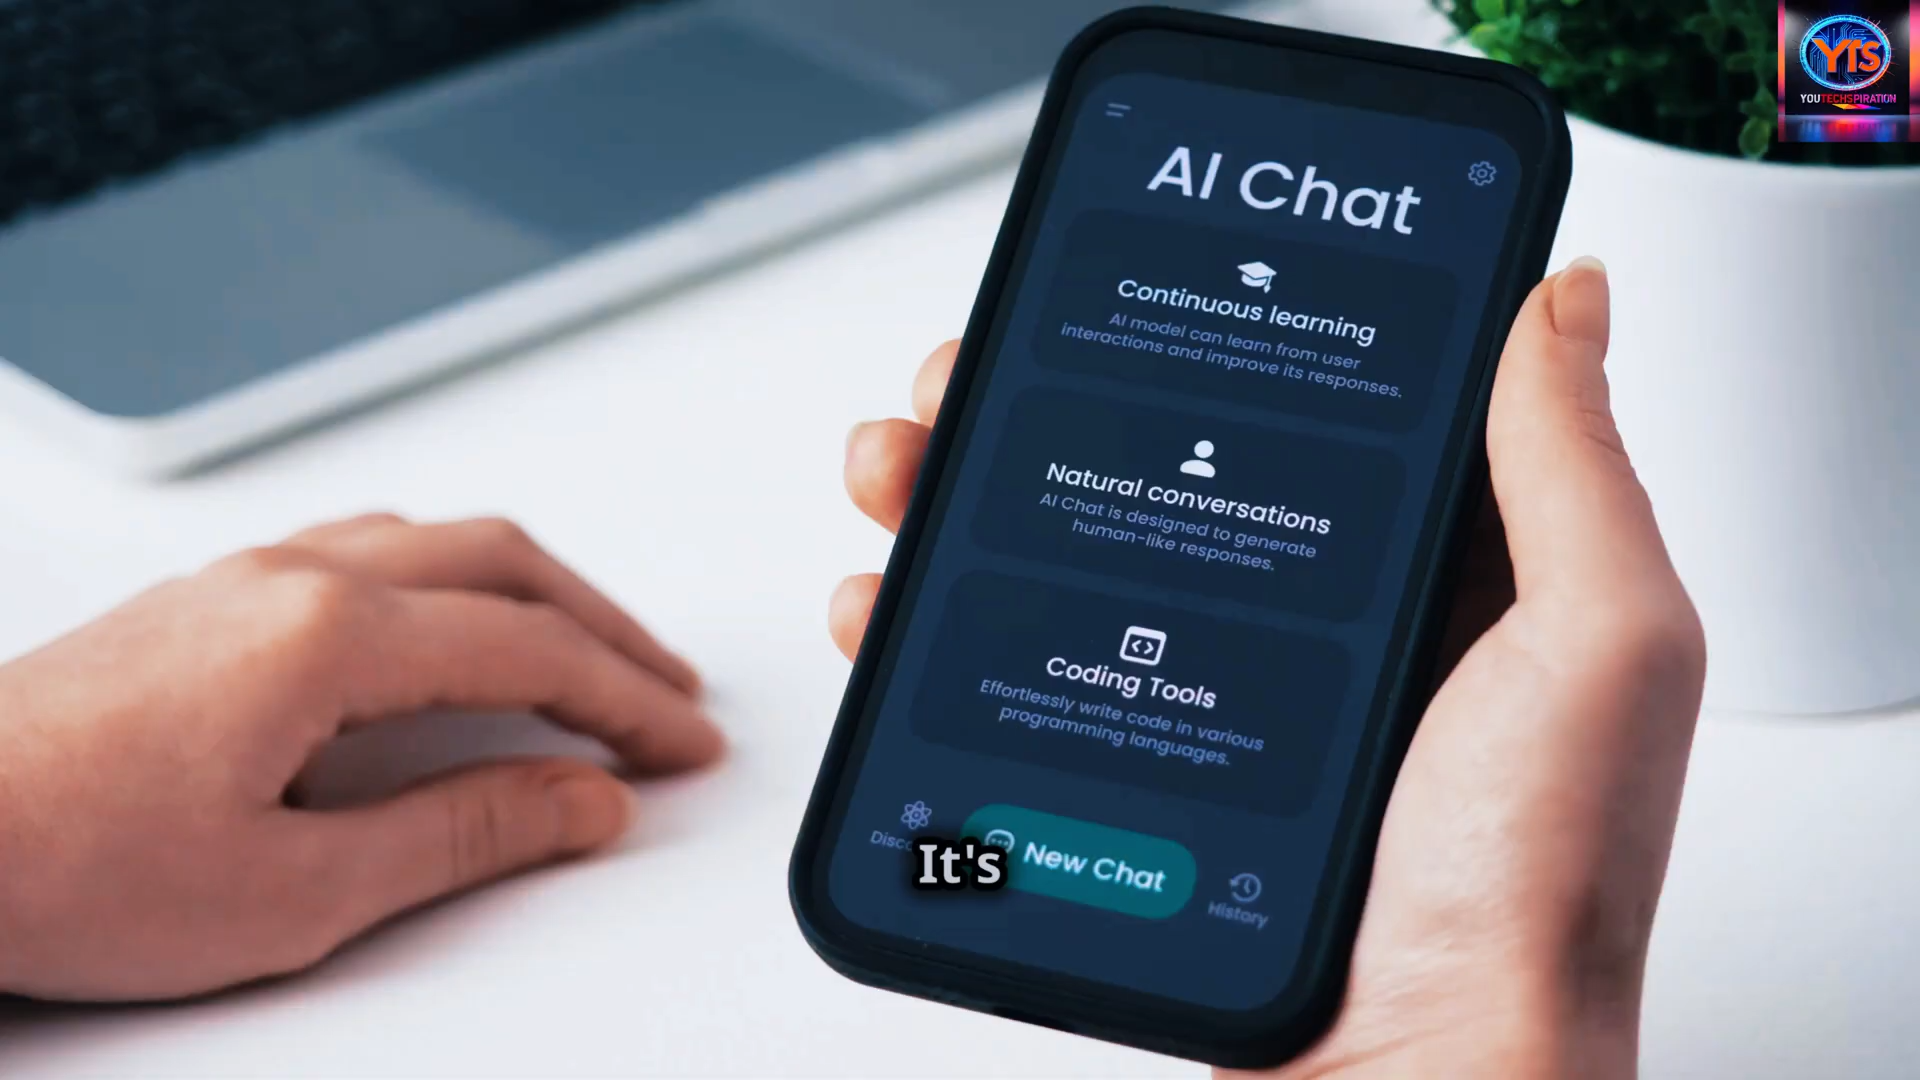 YTS
YOUTECHSPIRATION
AI Chat
Continuous learning
AI model can learn from user
interactions and improve its responses.
Natural conversations
AI Chat is designed to generate
human-like responses.
Coding Tools
Effortlessly write code in various
programming languages.
New Chat
History
It's